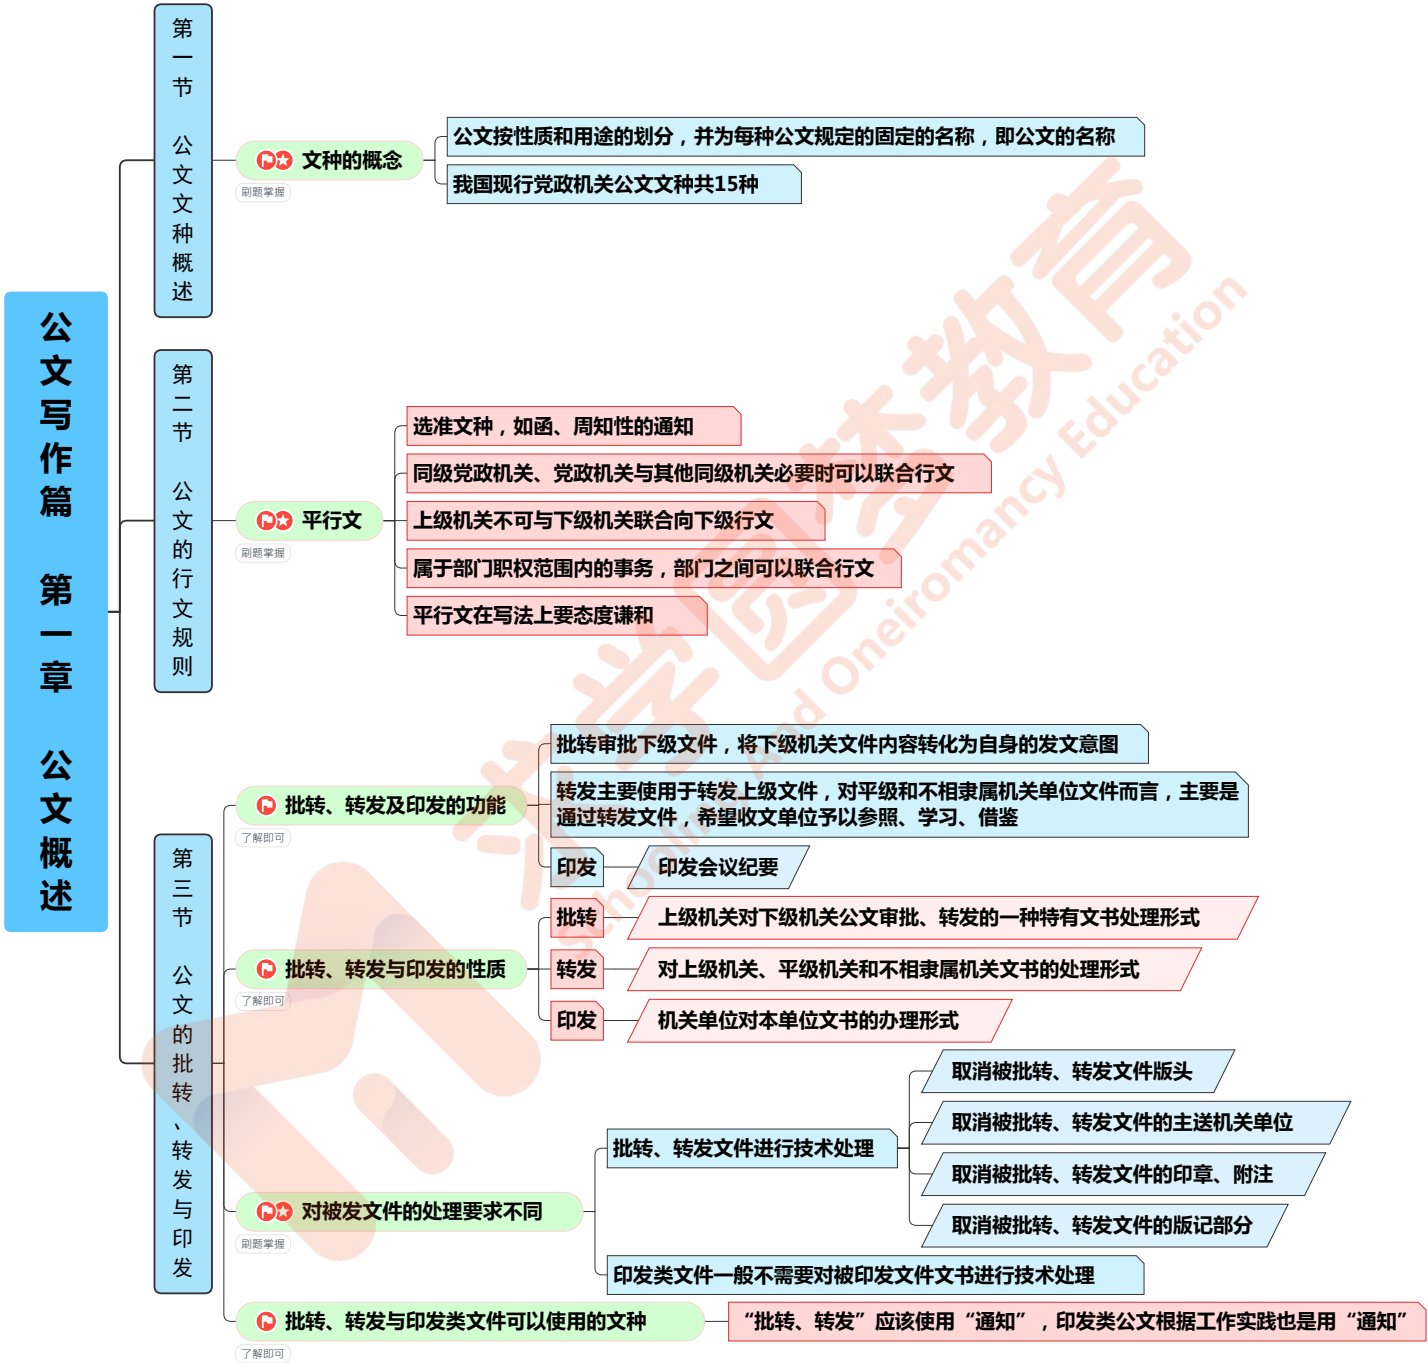 公文写作篇 第一章 公文概述
第一节 公文文种概述
文种的概念
刷题掌握
公文按性质和用途的划分，并为每种公文规定的固定的名称，即公文的名称
我国现行党政机关公文文种共15种
第二节 公文的行文规则
平行文
刷题掌握
选准文种，如函、周知性的通知
同级党政机关、党政机关与其他同级机关必要时可以联合行文
上级机关不可与下级机关联合向下级行文
属于部门职权范围内的事务，部门之间可以联合行文
平行文在写法上要态度谦和
第三节 公文的批转、转发与印发
批转、转发及印发的功能
了解即可
批转审批下级文件，将下级机关文件内容转化为自身的发文意图
转发主要使用于转发上级文件，对平级和不相隶属机关单位文件而言，主要是
通过转发文件，希望收文单位予以参照、学习、借鉴
印发
印发会议纪要
批转、转发与印发的性质
了解即可
批转
上级机关对下级机关公文审批、转发的一种特有文书处理形式
转发
对上级机关、平级机关和不相隶属机关文书的处理形式
印发
机关单位对本单位文书的办理形式
对被发文件的处理要求不同
刷题掌握
批转、转发文件进行技术处理
取消被批转、转发文件版头
取消被批转、转发文件的主送机关单位
取消被批转、转发文件的印章、附注
取消被批转、转发文件的版记部分
印发类文件一般不需要对被印发文件文书进行技术处理
批转、转发与印发类文件可以使用的文种
了解即可
“批转、转发”应该使用“通知”，印发类公文根据工作实践也是用“通知”
求学圆梦教育
Schooling And Oneiromancy Education